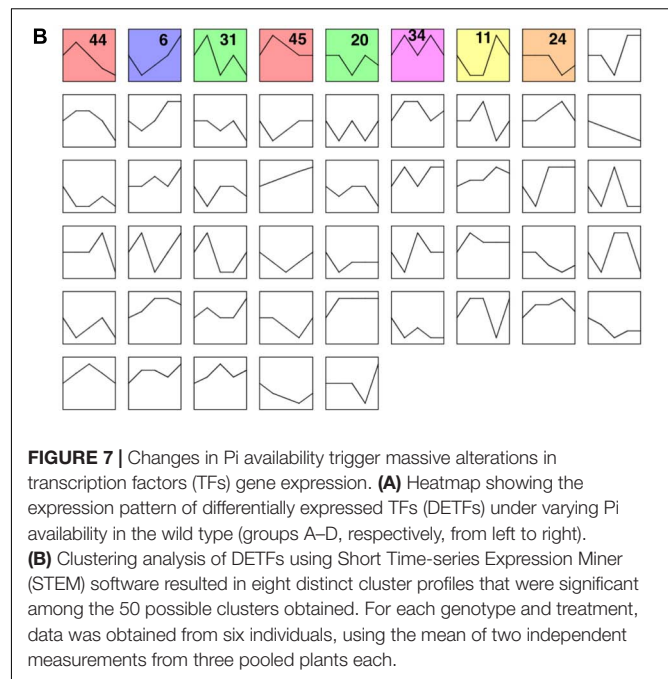 B
44 6 31 45 20 34 11 24
FIGURE 7 | Changes in Pi availability trigger massive alterations in
transcription factors (TFs) gene expression. (A) Heatmap showing the
expression pattern of differentially expressed TFs (DETFs) under varying Pi
availability in the wild type (groups A–D, respectively, from left to right).
(B) Clustering analysis of DETFs using Short Time-series Expression Miner
(STEM) software resulted in eight distinct cluster profiles that were significant
among the 50 possible clusters obtained. For each genotype and treatment,
data was obtained from six individuals, using the mean of two independent
measurements from three pooled plants each.